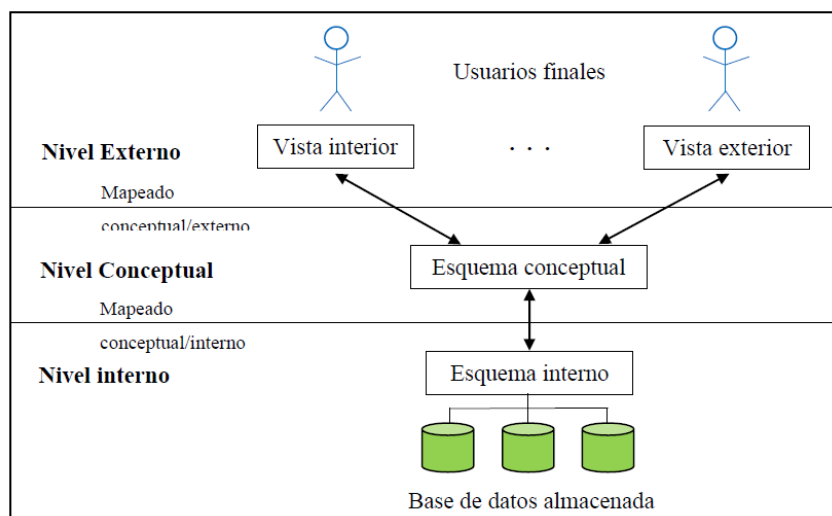 Usuarios finales
Nivel Externo
Vista interior
. . .
Vista exterior
Mapeado
conceptual/externo
Nivel Conceptual
Esquema conceptual
Mapeado
conceptual/interno
Nivel interno
Esquema interno
Base de datos almacenada